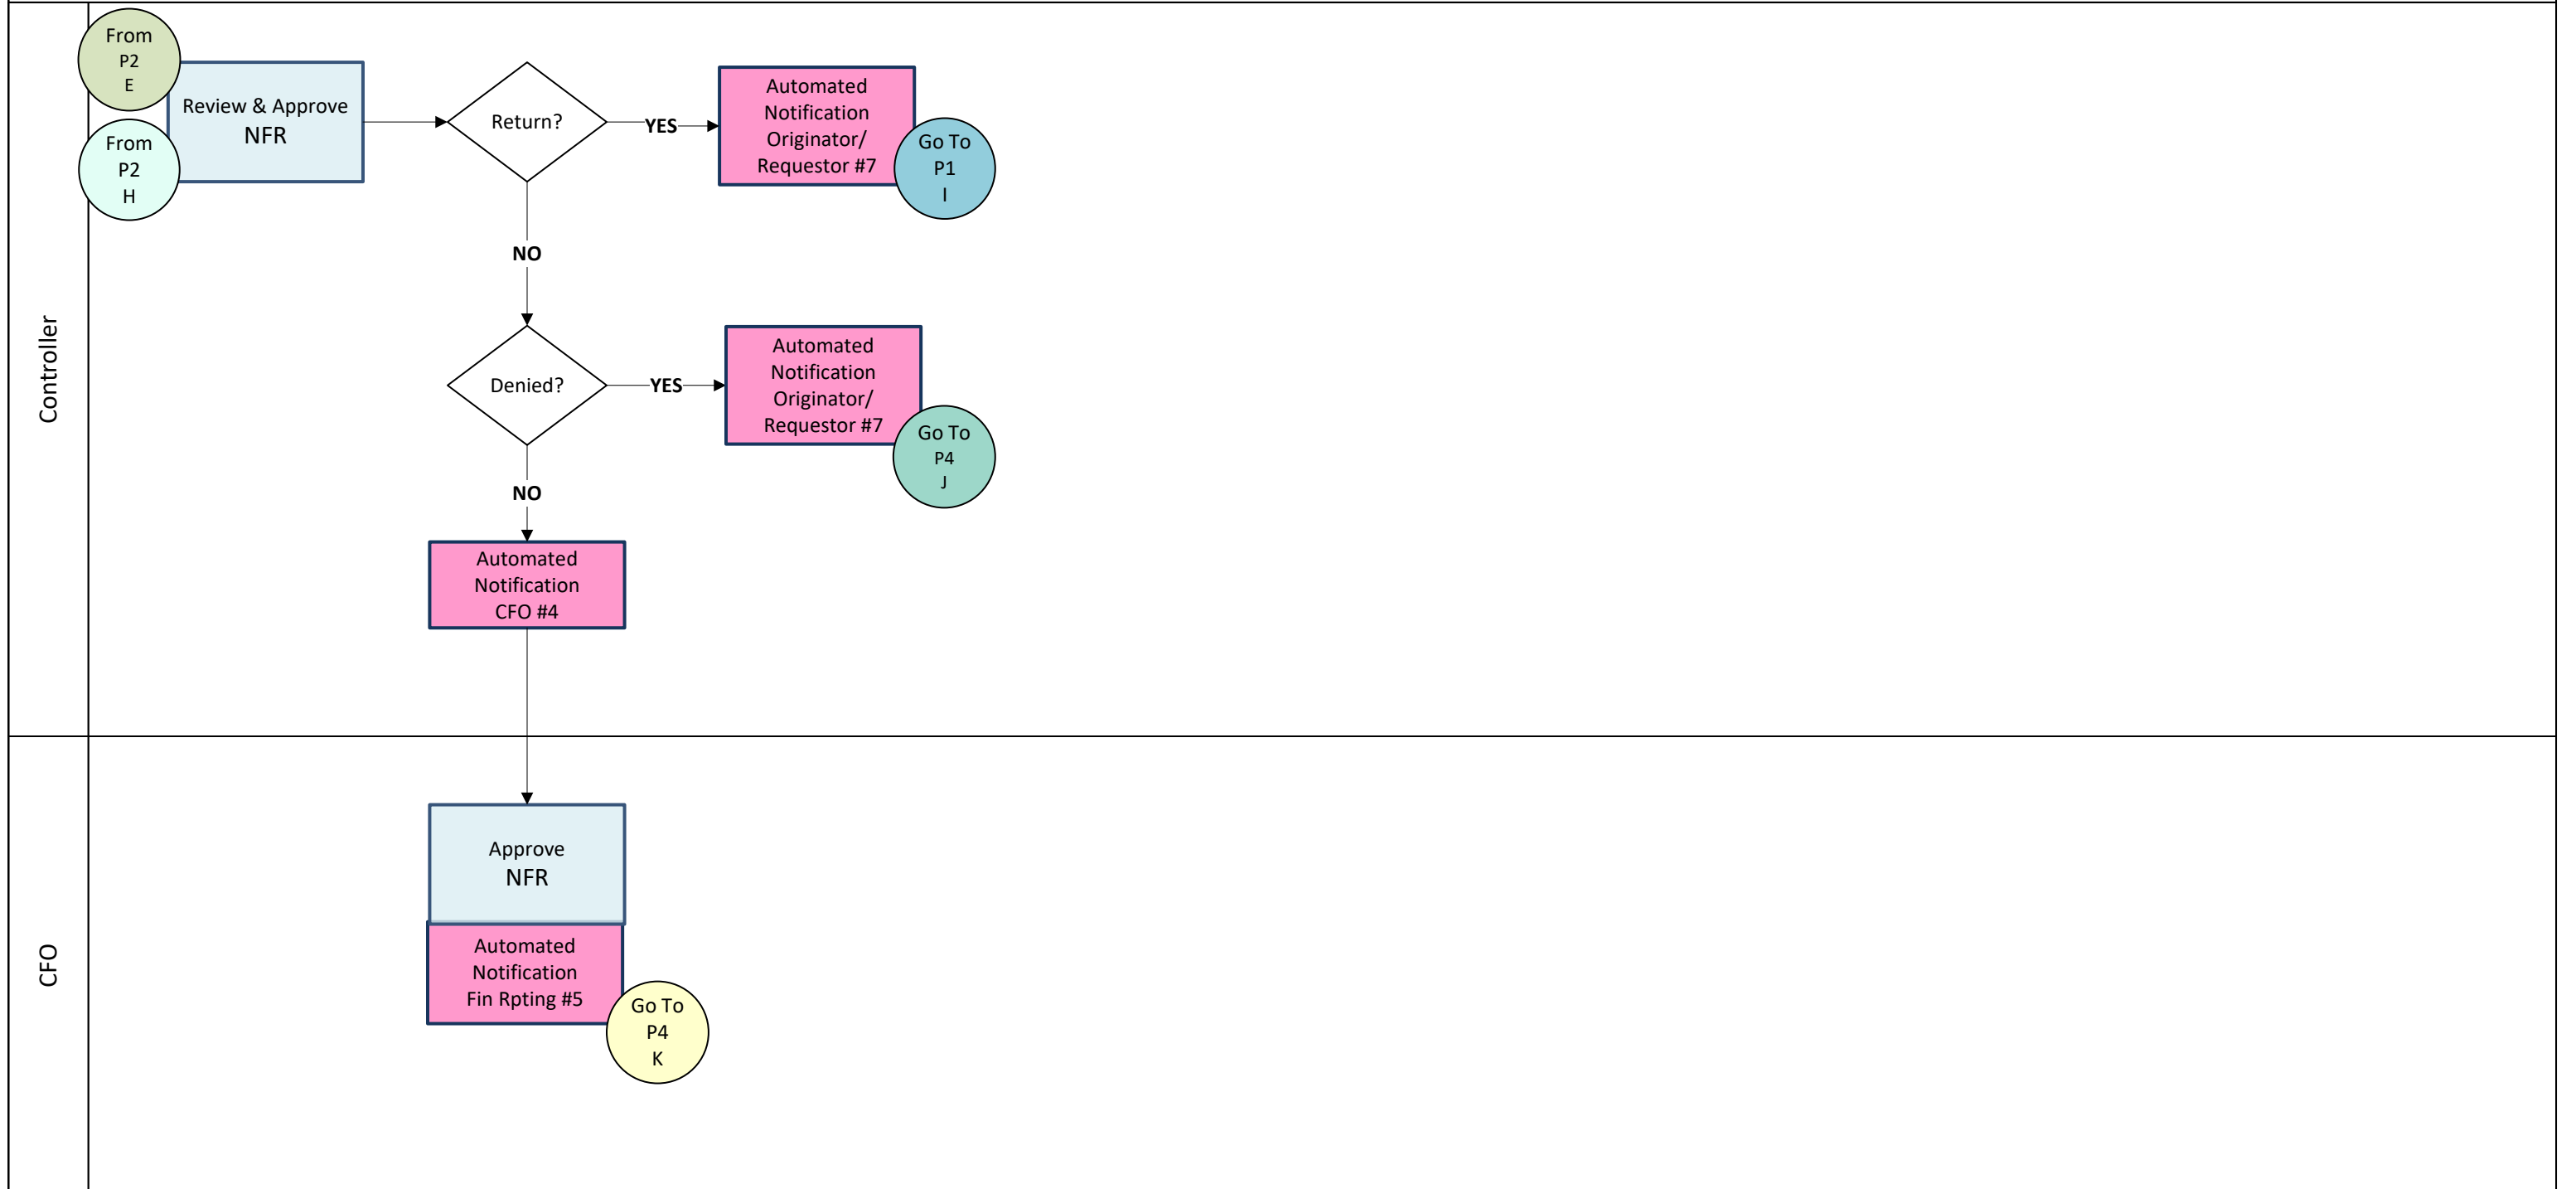 Controller
From
P2
E
From
P2
H
Review & Approve
NFR
Return?
YES
Automated
Notification
Originator/
Requestor #7
Go To
P1
I
NO
Denied?
YES
Automated
Notification
Originator/
Requestor #7
Go To
P4
J
NO
Automated
Notification
CFO #4
CFO
Approve
NFR
Automated
Notification
Fin Rpting #5
Go To
P4
K